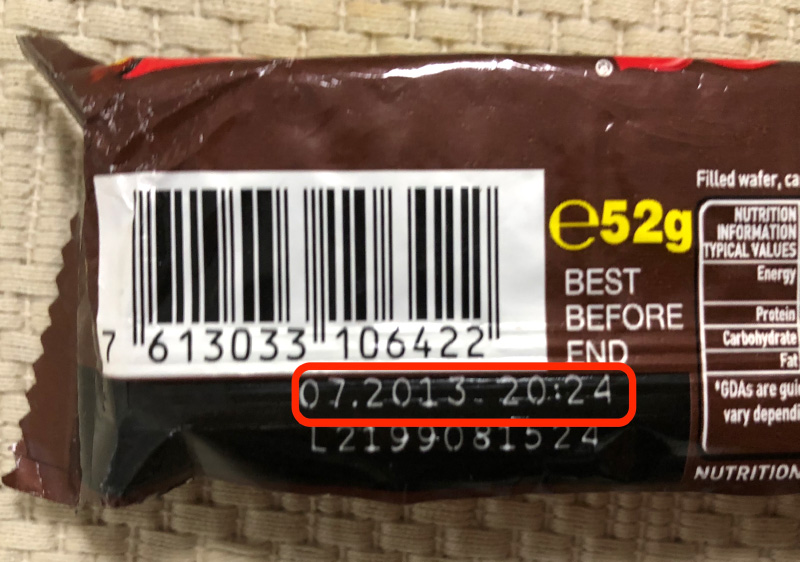 ®
Filled wafer, ca
e52g
NUTRITION
INFORMATION
TYPICAL VALUES
Energy
Protein
Carbohydrate
Fat
*GDAs are gui
vary dependi
NUTRITION
BEST
BEFORE
END
7 613033 106422
07.2013 20:24
L2199081524